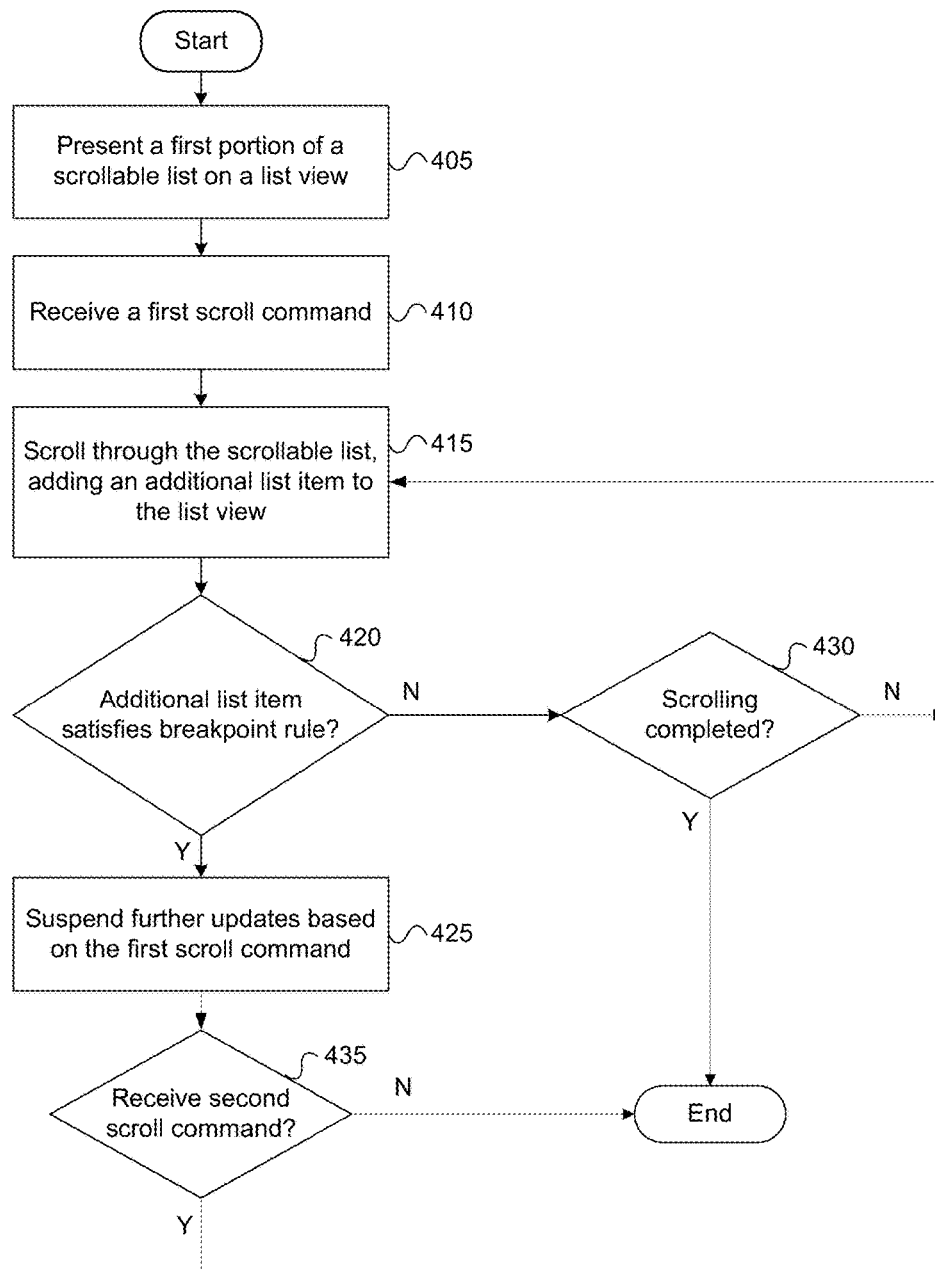 Start
Present a first portion of a
scrollable list on a list view
405
Receive a first scroll command
410
Scroll through the scrollable list,
adding an additional list item to
the list view
415
Additional list item
satisfies breakpoint rule?
420
N
Y
Scrolling
completed?
430
N
Y
Suspend further updates based
on the first scroll command
425
Receive second
scroll command?
435
N
Y
End